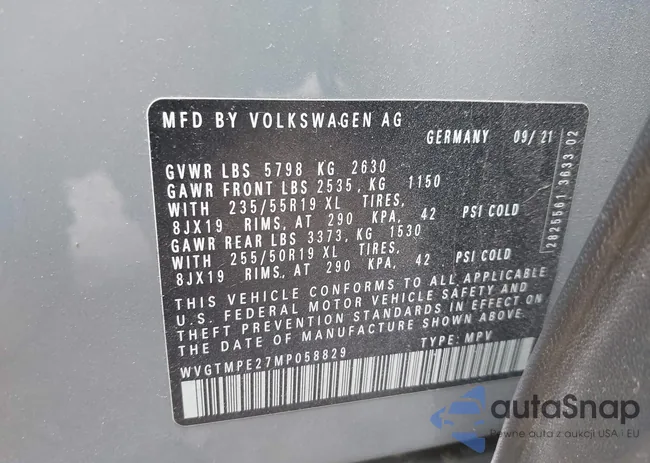 MFD BY VOLKSWAGEN AG
GERMANY 09/21
GVWR LBS 5798 KG 2630
GAWR FRONT LBS 2535, KG 1150
WITH 235/55R19 XL TIRES,
8JX19 RIMS, AT 290 KPA, 42 PSI COLD
GAWR REAR LBS 3373, KG 1530
WITH 255/50R19 XL TIRES,
8JX19 RIMS, AT 290 KPA, 42 PSI COLD
THIS VEHICLE CONFORMS TO ALL APPLICABLE
U.S. FEDERAL MOTOR VEHICLE SAFETY AND
THEFT PREVENTION STANDARDS IN EFFECT ON
THE DATE OF MANUFACTURE SHOWN ABOVE.
WVGTMPE27MP058829 TYPE: MPV
2825561 3633 02
autaSnap
Pewne auta z aukcji USA i EU